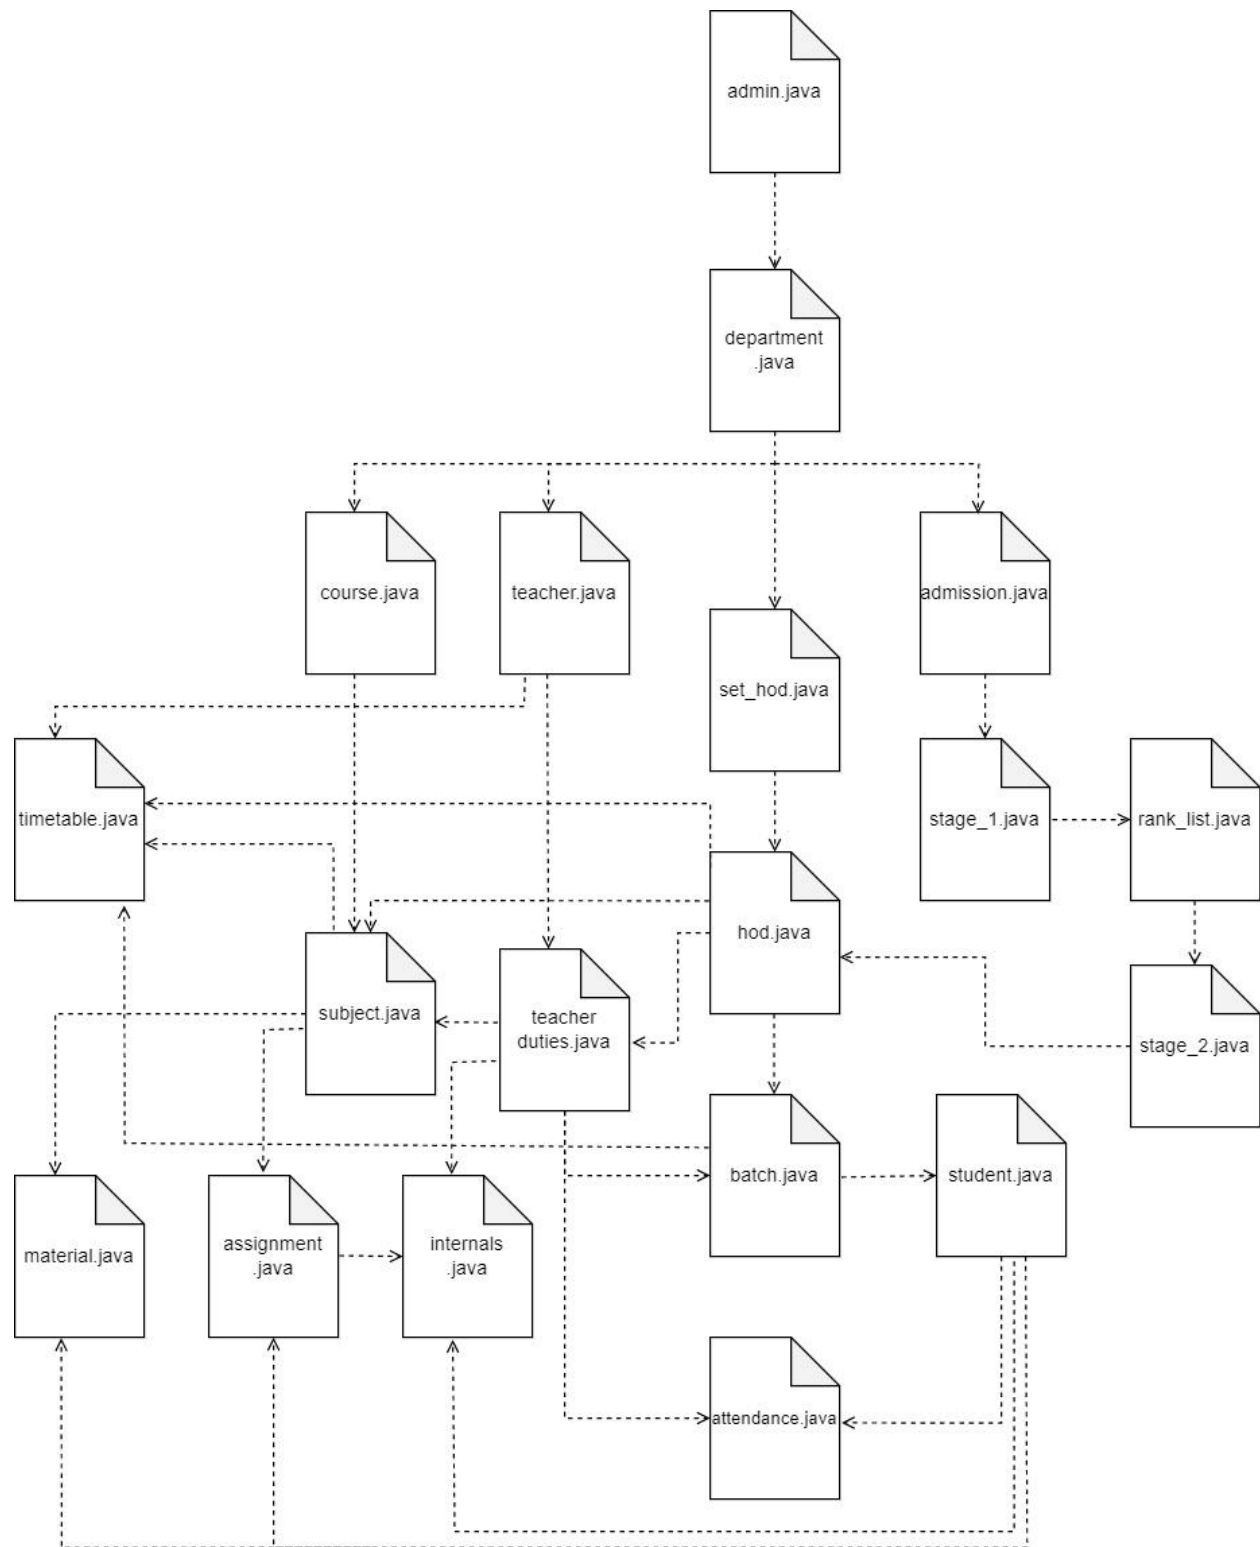 admin.java
department
.java
course.java
teacher.java
admission.java
set_hod.java
timetable.java
stage_1.java
rank_list.java
hod.java
subject.java
teacher
duties.java
stage_2.java
batch.java
student.java
material.java
assignment
.java
internals
.java
attendance.java